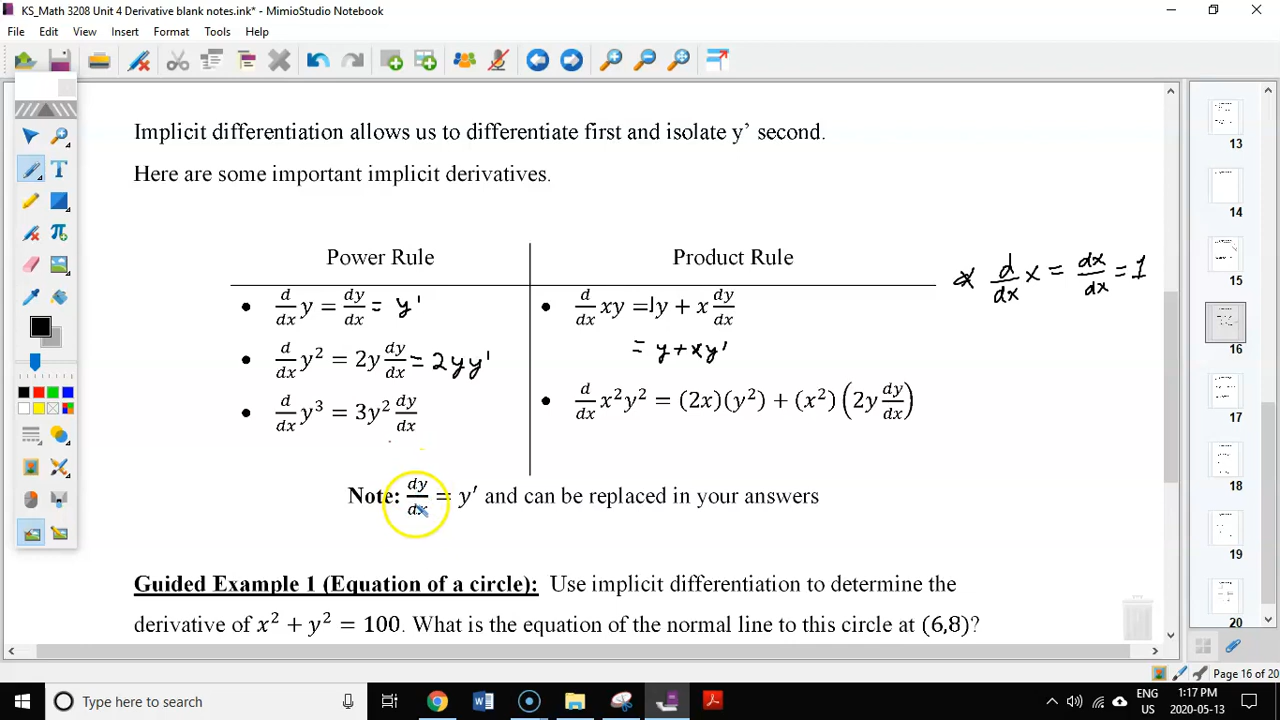 KS_Math 3208 Unit 4 Derivative blank notes.ink* - MimioStudio Notebook
File Edit View Insert Format Tools Help
Implicit differentiation allows us to differentiate first and isolate y’ second.
Here are some important implicit derivatives.
Power Rule
• d/dx y = dy/dx = y'
• d/dx y² = 2y dy/dx = 2yy'
• d/dx y³ = 3y² dy/dx
Product Rule
• d/dx xy = 1y + x dy/dx
= y + xy'
• d/dx x²y² = (2x)(y²) + (x²)(2y dy/dx)
* d/dx x = dx/dx = 1
Note: dy/dx = y′ and can be replaced in your answers
Guided Example 1 (Equation of a circle): Use implicit differentiation to determine the
derivative of x² + y² = 100. What is the equation of the normal line to this circle at (6,8)?
13
14
15
16
17
18
19
20
Page 16 of 20
Type here to search
ENG
1:17 PM
US
2020-05-13